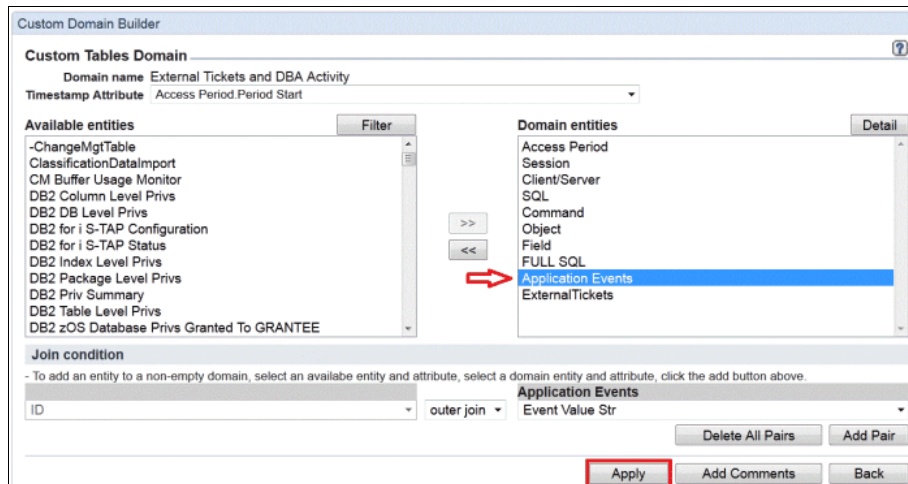 Custom Domain Builder
Custom Tables Domain
?
Domain name External Tickets and DBA Activity
Timestamp Attribute Access Period.Period Start
Available entities Filter Domain entities Detail
-ChangeMgtTable
ClassificationDataImport
CM Buffer Usage Monitor
DB2 Column Level Privs
DB2 DB Level Privs
DB2 for i S-TAP Configuration
DB2 for i S-TAP Status
DB2 Index Level Privs
DB2 Package Level Privs
DB2 Priv Summary
DB2 Table Level Privs
DB2 zOS Database Privs Granted To GRANTEE
>>
<<
Access Period
Session
Client/Server
SQL
Command
Object
Field
FULL SQL
Application Events
ExternalTickets
Join condition
- To add an entity to a non-empty domain, select an availabe entity and attribute, select a domain entity and attribute, click the add button above.
Application Events
ID outer join Event Value Str
Delete All Pairs Add Pair
Apply Add Comments Back